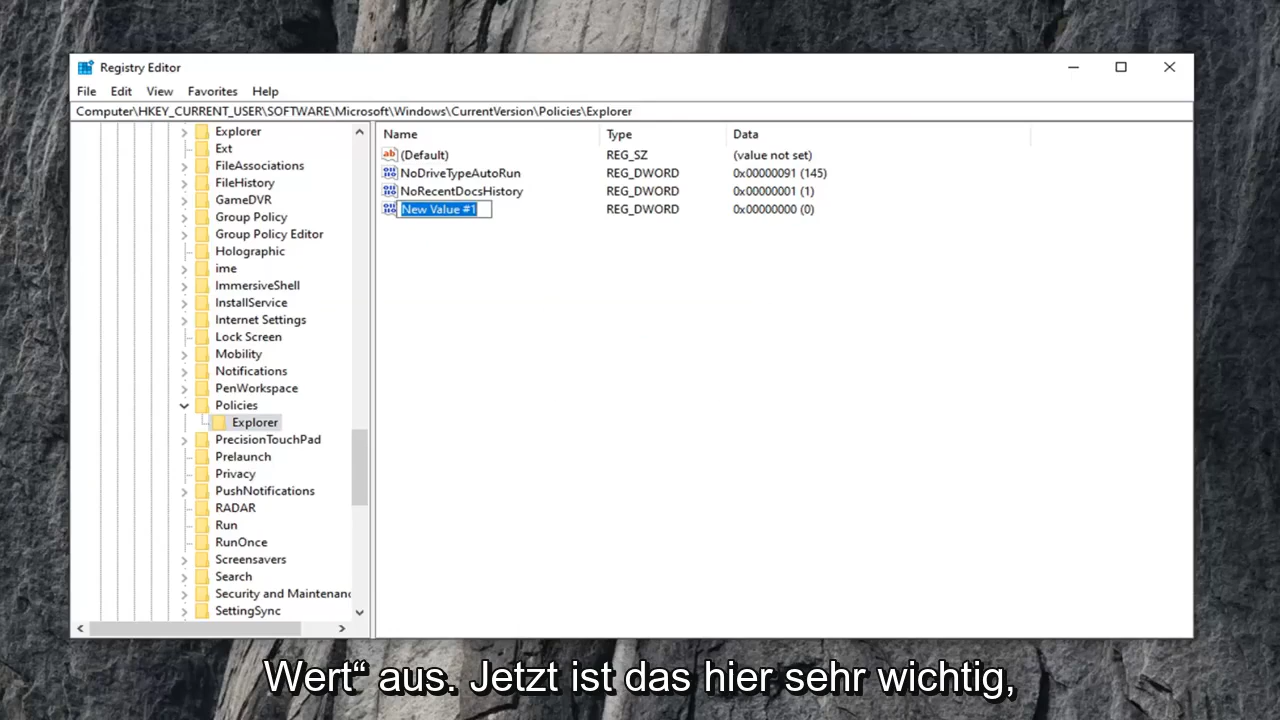 Registry Editor
File Edit View Favorites Help
Computer\HKEY_CURRENT_USER\SOFTWARE\Microsoft\Windows\CurrentVersion\Policies\Explorer
Explorer
Ext
FileAssociations
FileHistory
GameDVR
Group Policy
Group Policy Editor
Holographic
ime
ImmersiveShell
InstallService
Internet Settings
Lock Screen
Mobility
Notifications
PenWorkspace
Policies
Explorer
PrecisionTouchPad
Prelaunch
Privacy
PushNotifications
RADAR
Run
RunOnce
Screensavers
Search
Security and Maintenanc
SettingSync
Name Type Data
ab (Default) REG_SZ (value not set)
NoDriveTypeAutoRun REG_DWORD 0x00000091 (145)
NoRecentDocsHistory REG_DWORD 0x00000001 (1)
New Value #1 REG_DWORD 0x00000000 (0)
Wert“ aus. Jetzt ist das hier sehr wichtig,